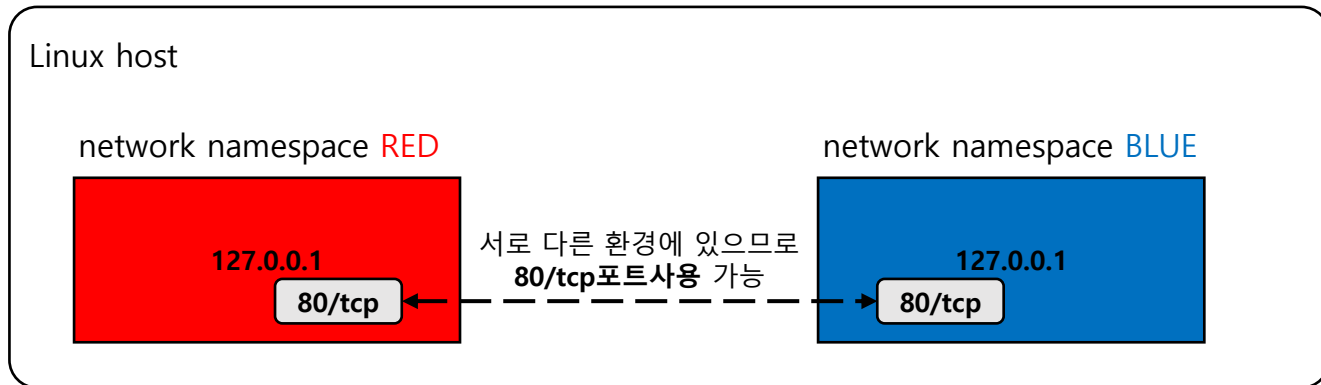 Linux host
network namespace RED
network namespace BLUE
127.0.0.1
80/tcp
서로 다른 환경에 있으므로
80/tcp포트사용 가능
127.0.0.1
80/tcp